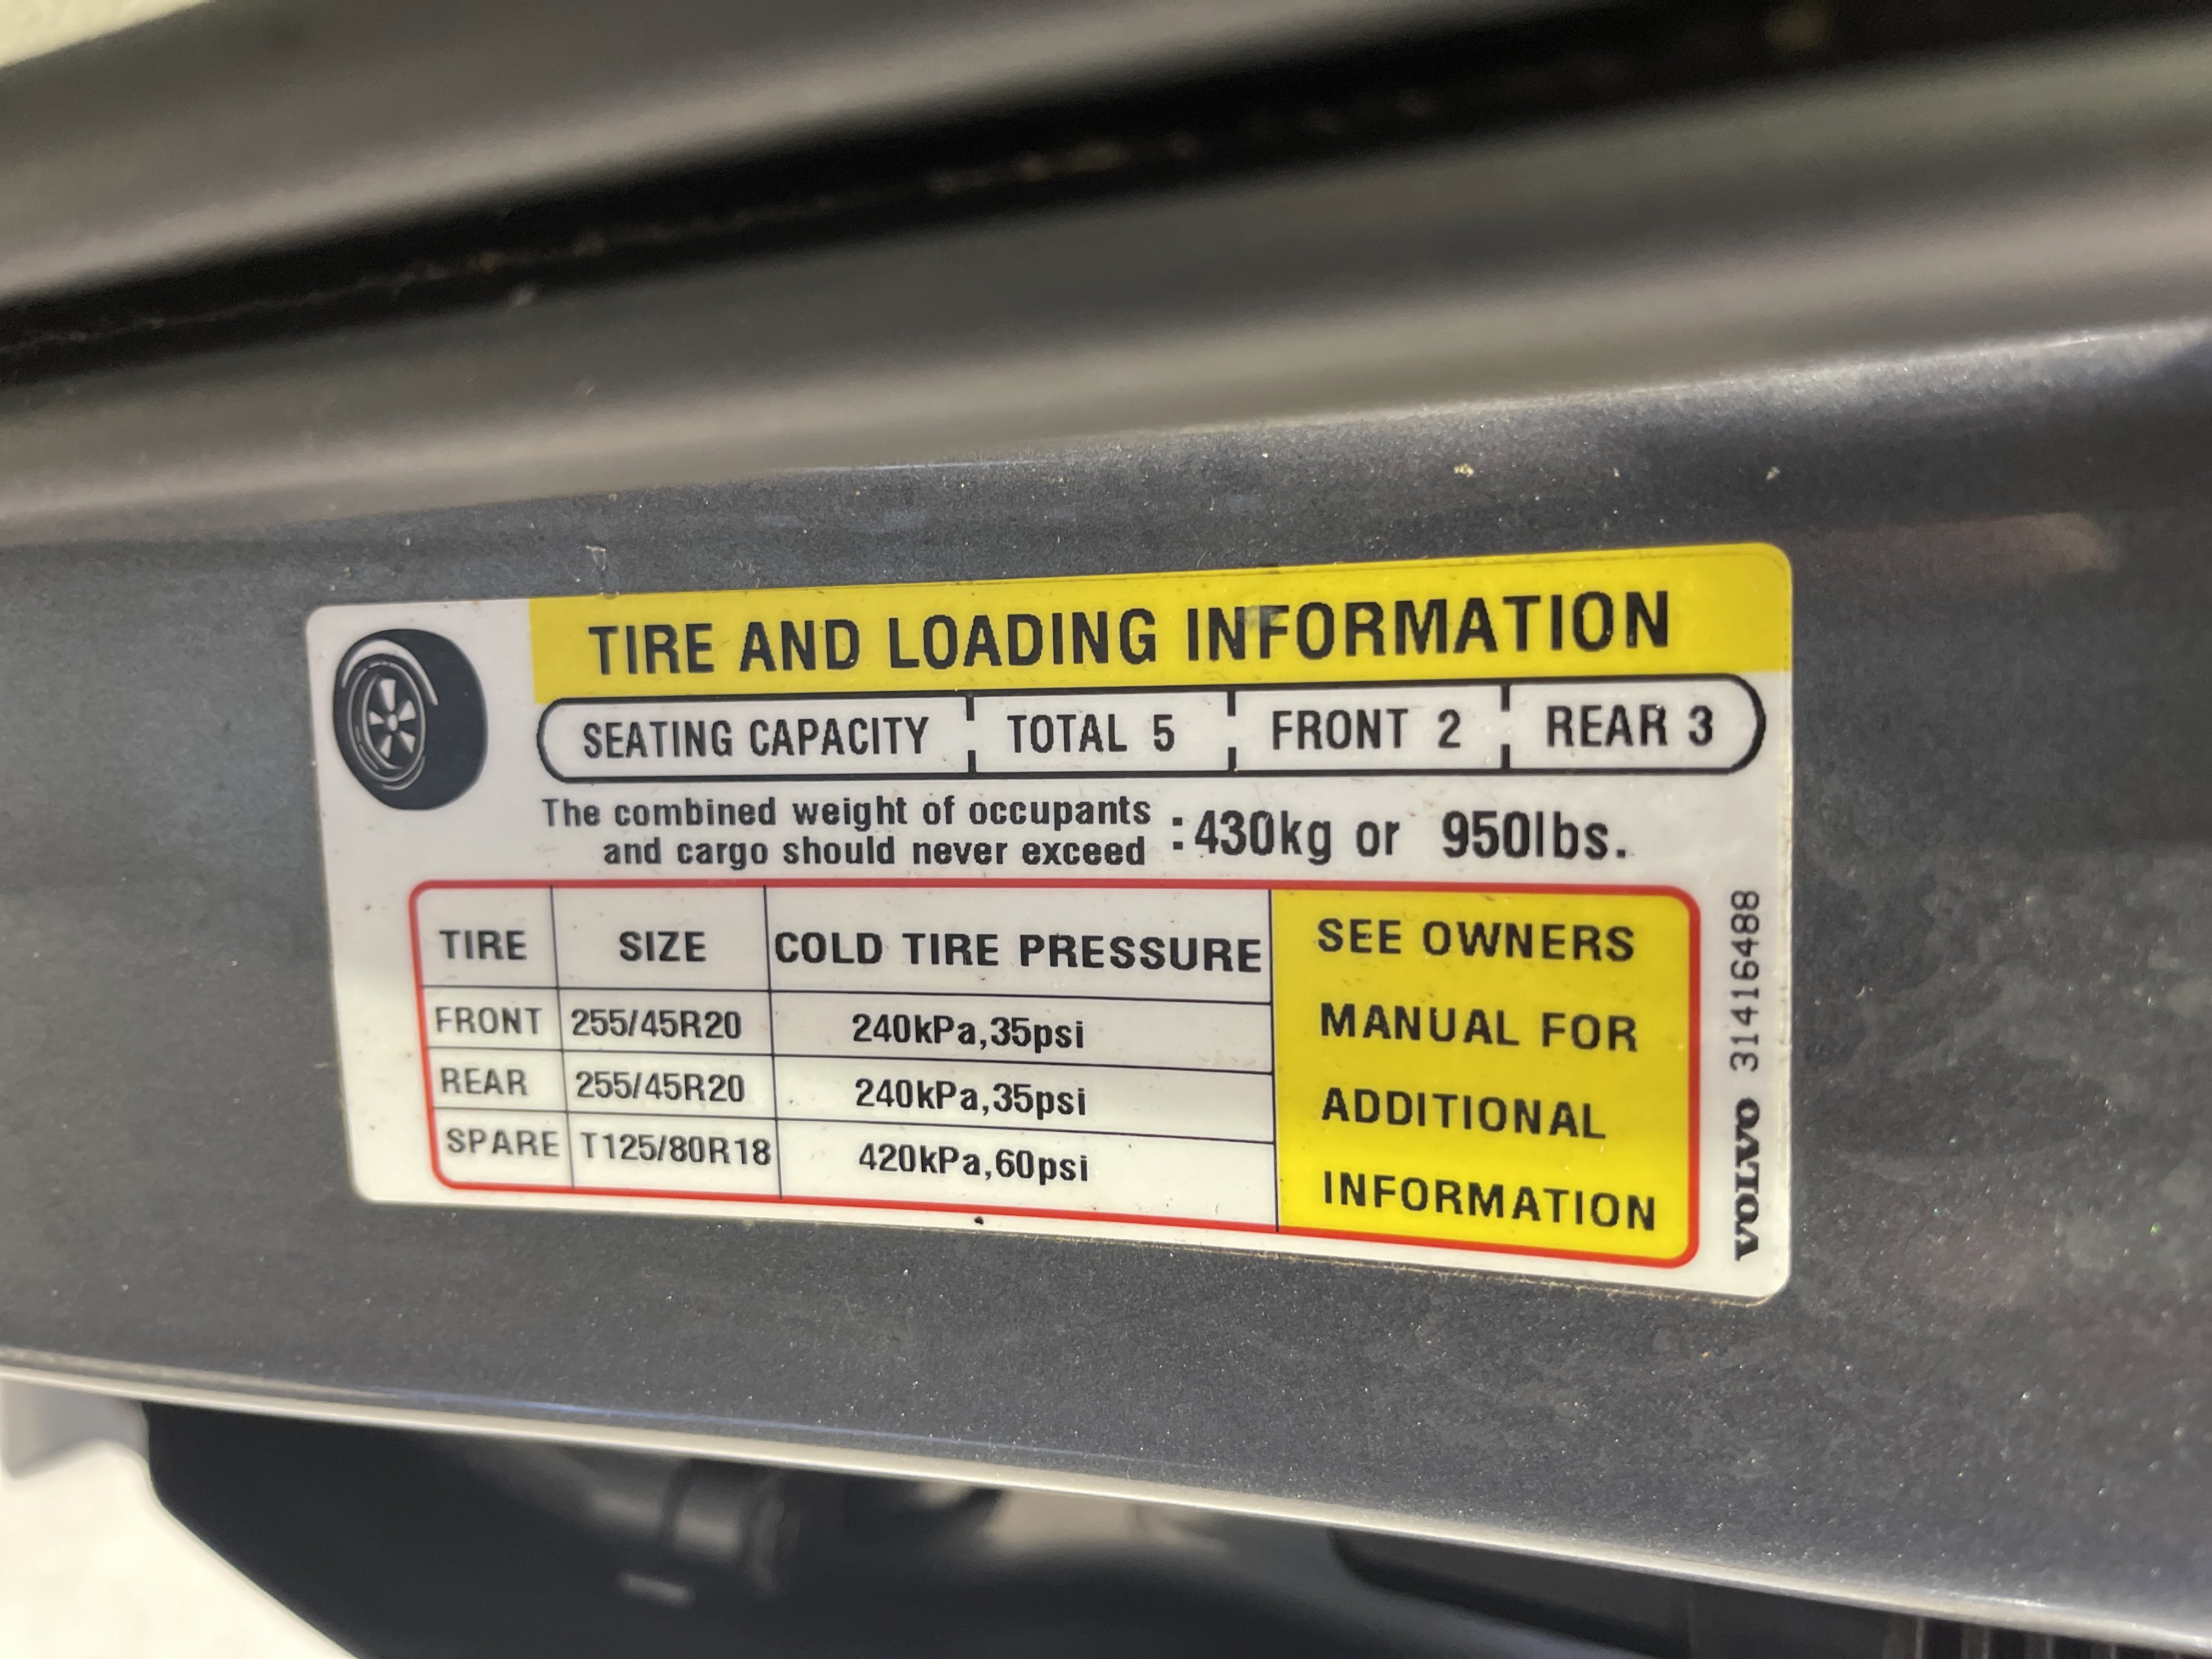 TIRE AND LOADING INFORMATION
SEATING CAPACITY TOTAL 5 FRONT 2 REAR 3
The combined weight of occupants
and cargo should never exceed :430kg or 950lbs.
TIRE SIZE COLD TIRE PRESSURE
FRONT 255/45R20 240kPa,35psi
REAR 255/45R20 240kPa,35psi
SPARE T125/80R18 420kPa,60psi
SEE OWNERS
MANUAL FOR
ADDITIONAL
INFORMATION
VOLVO 31416488